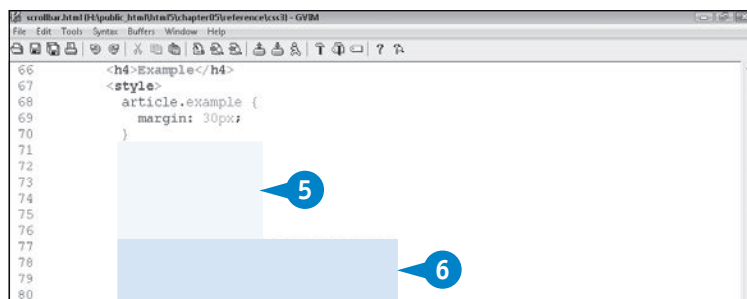 scrollbar.html (H:\public_html\html5\chapter05\reference\css3) - GVIM
File Edit Tools Syntax Buffers Window Help
66 <h4>Example</h4>
67 <style>
68 article.example {
69 margin: 30px;
70 }
71
72
73
74
75
76
77
78
79
80
5
6